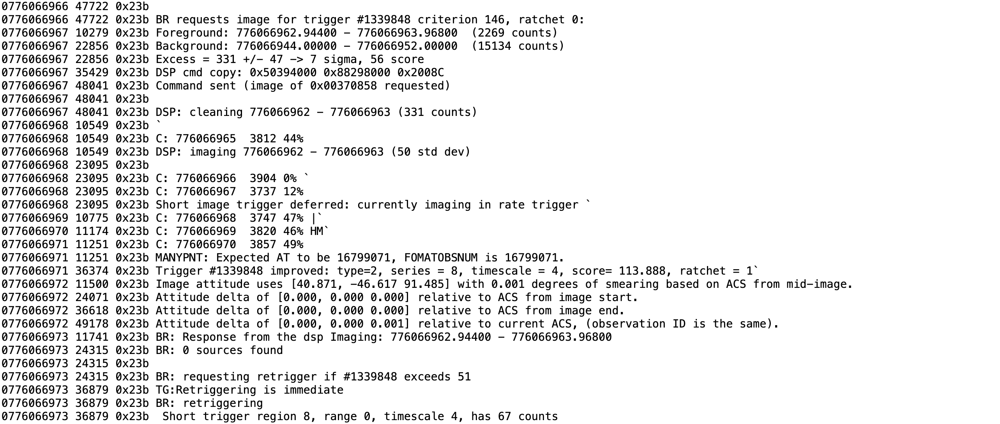 0776066966 47722 0x23b
0776066966 47722 0x23b BR requests image for trigger #1339848 criterion 146, ratchet 0:
0776066967 10279 0x23b Foreground: 776066962.94400 - 776066963.96800  (2269 counts)
0776066967 22856 0x23b Background: 776066944.00000 - 776066952.00000  (15134 counts)
0776066967 22856 0x23b Excess = 331 +/- 47 -> 7 sigma, 56 score
0776066967 35429 0x23b DSP cmd copy: 0x50394000 0x88298000 0x2008C
0776066967 48041 0x23b Command sent (image of 0x00370858 requested)
0776066967 48041 0x23b
0776066967 48041 0x23b DSP: cleaning 776066962 - 776066963 (331 counts)
0776066968 10549 0x23b `
0776066968 10549 0x23b C: 776066965  3812 44%
0776066968 10549 0x23b DSP: imaging 776066962 - 776066963 (50 std dev)
0776066968 23095 0x23b
0776066968 23095 0x23b C: 776066966  3904 0% `
0776066968 23095 0x23b C: 776066967  3737 12%
0776066968 23095 0x23b Short image trigger deferred: currently imaging in rate trigger `
0776066969 10775 0x23b C: 776066968  3747 47% |`
0776066970 11174 0x23b C: 776066969  3820 46% HM`
0776066971 11251 0x23b C: 776066970  3857 49%
0776066971 11251 0x23b MANYPNT: Expected AT to be 16799071, FOMATOBSNUM is 16799071.
0776066971 36374 0x23b Trigger #1339848 improved: type=2, series = 8, timescale = 4, score= 113.888, ratchet = 1`
0776066972 11500 0x23b Image attitude uses [40.871, -46.617 91.485] with 0.001 degrees of smearing based on ACS from mid-image.
0776066972 24071 0x23b Attitude delta of [0.000, 0.000 0.000] relative to ACS from image start.
0776066972 36618 0x23b Attitude delta of [0.000, 0.000 0.000] relative to ACS from image end.
0776066972 49178 0x23b Attitude delta of [0.000, 0.000 0.001] relative to current ACS, (observation ID is the same).
0776066973 11741 0x23b BR: Response from the dsp Imaging: 776066962.94400 - 776066963.96800
0776066973 24315 0x23b BR: 0 sources found
0776066973 24315 0x23b
0776066973 24315 0x23b BR: requesting retrigger if #1339848 exceeds 51
0776066973 36879 0x23b TG:Retriggering is immediate
0776066973 36879 0x23b BR: retriggering
0776066973 36879 0x23b  Short trigger region 8, range 0, timescale 4, has 67 counts